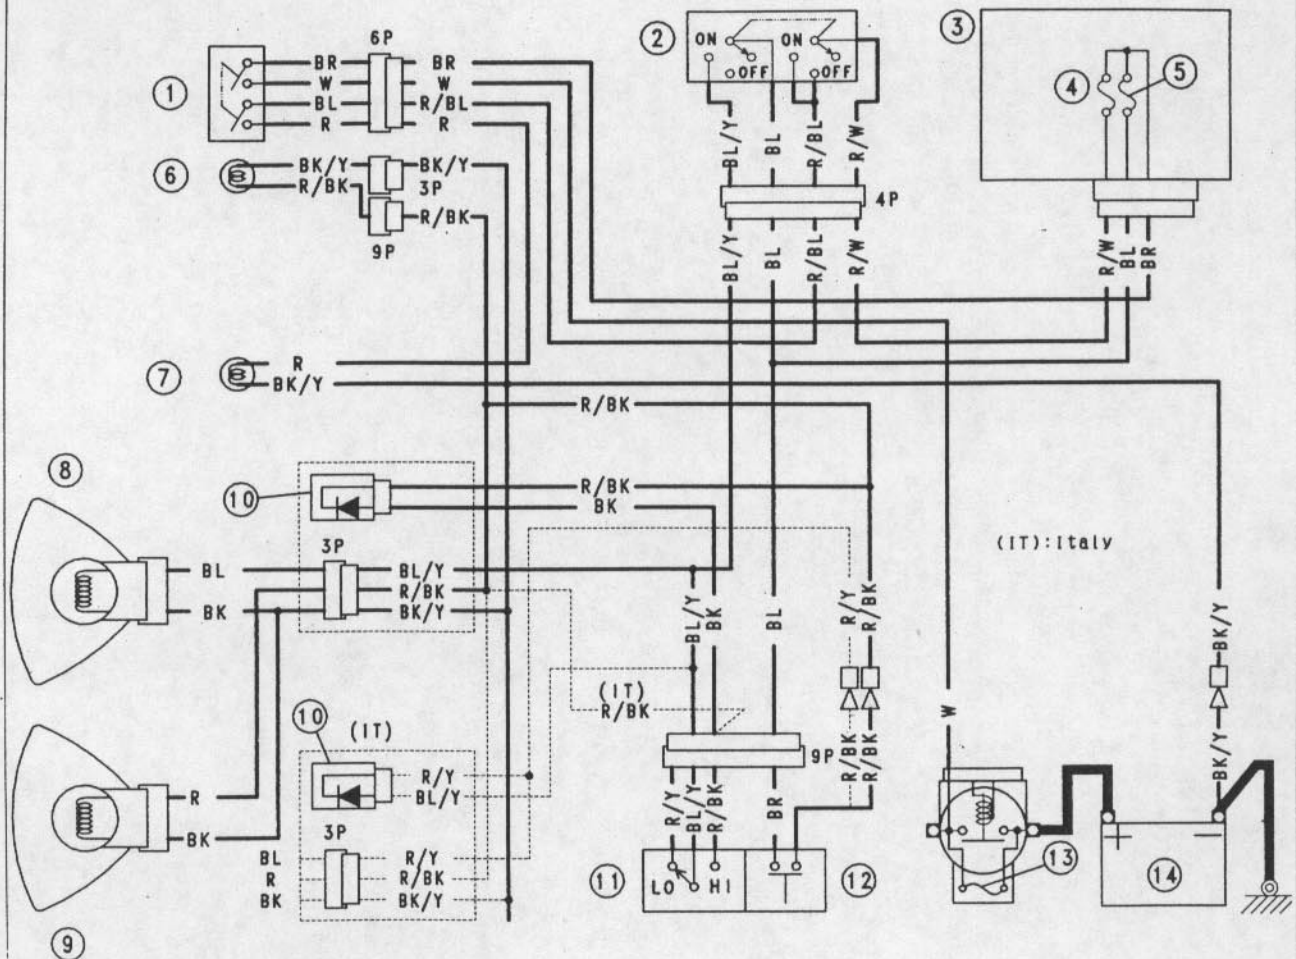 6P
1
BR BR
W W
BL R/BL
R R
2
ON ON
OFF OFF
3
4
5
BL/Y BL R/BL R/W
4P
BL/Y BL R/BL R/W
R/W BL BR
6
BK/Y BK/Y
R/BK 3P
R/BK
9P
7
R
BK/Y
R/BK
8
10
R/BK
BK
3P
BL BL/Y
R/BK
BK BK/Y
(IT):Italy
BL/Y BK BL R/Y R/BK
BK/Y
(IT)
R/BK
W
9P
R/BK R/BK
BK/Y
10
(IT)
R/Y
BL/Y
R
BK
3P
BL R/Y
R R/BK
BK BK/Y
9
R/Y BL/Y R/BK BR
11
LO HI
12
13
+ −
14